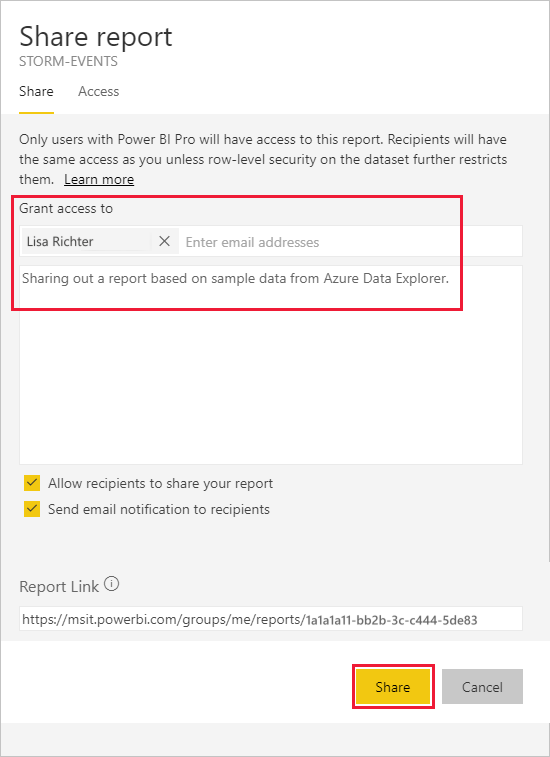 Share report
STORM-EVENTS
Share Access
Only users with Power BI Pro will have access to this report. Recipients will have
the same access as you unless row-level security on the dataset further restricts
them. Learn more
Grant access to
Lisa Richter Enter email addresses
Sharing out a report based on sample data from Azure Data Explorer.
Allow recipients to share your report
Send email notification to recipients
Report Link
https://msit.powerbi.com/groups/me/reports/1a1a1a11-bb2b-3c-c444-5de83
Share Cancel